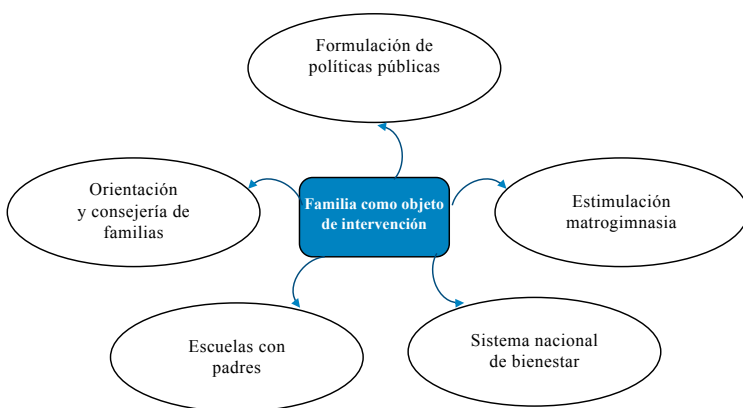 Formulación de
políticas públicas
Orientación
y consejería de
familias
Familia como objeto
de intervención
Estimulación
matrogimnasia
Escuelas con
padres
Sistema nacional
de bienestar